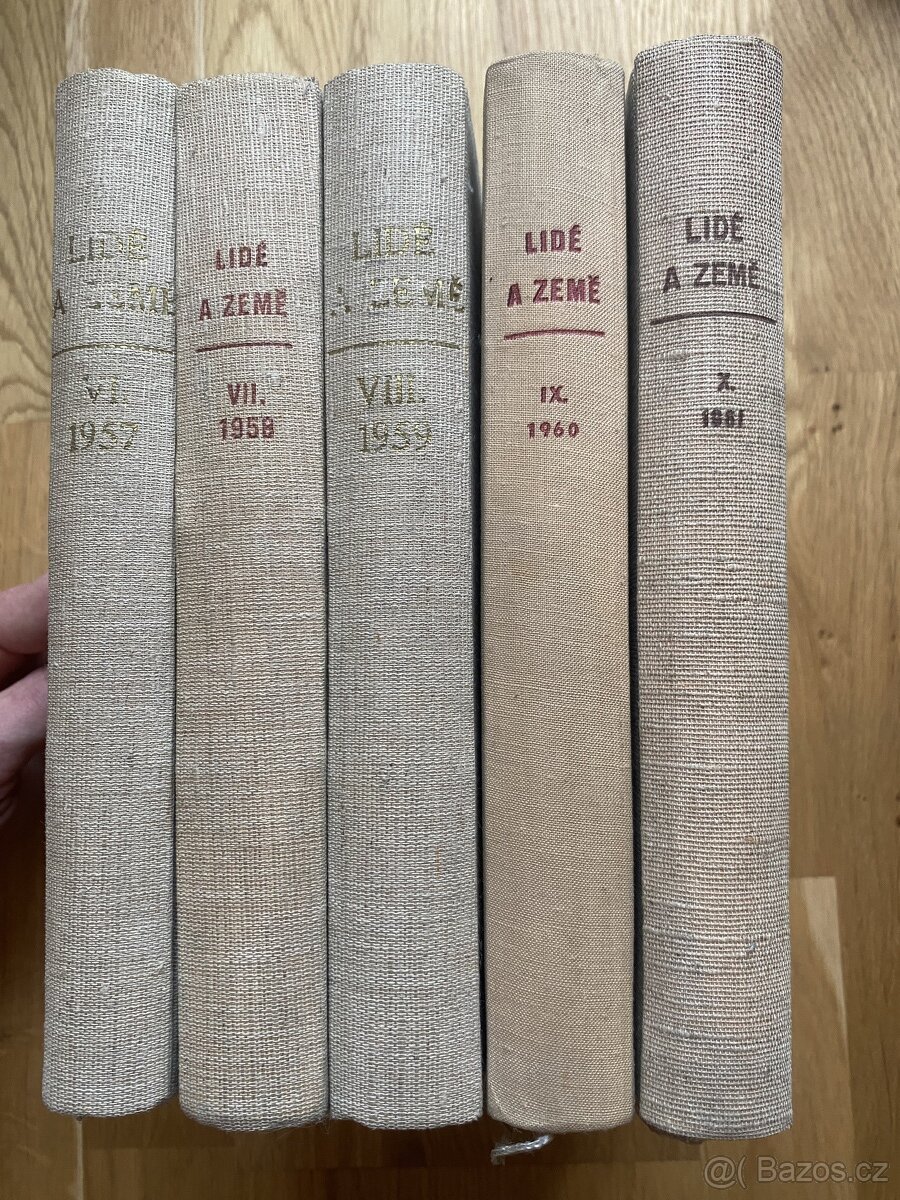 LIDÉ
A ZEMĚ
VI.
1957
LIDÉ
A ZEMĚ
VII.
1958
LIDÉ
A ZEMĚ
VIII.
1959
LIDÉ
A ZEMĚ
IX.
1960
LIDÉ
A ZEMĚ
X.
1961
@( Bazos.cz